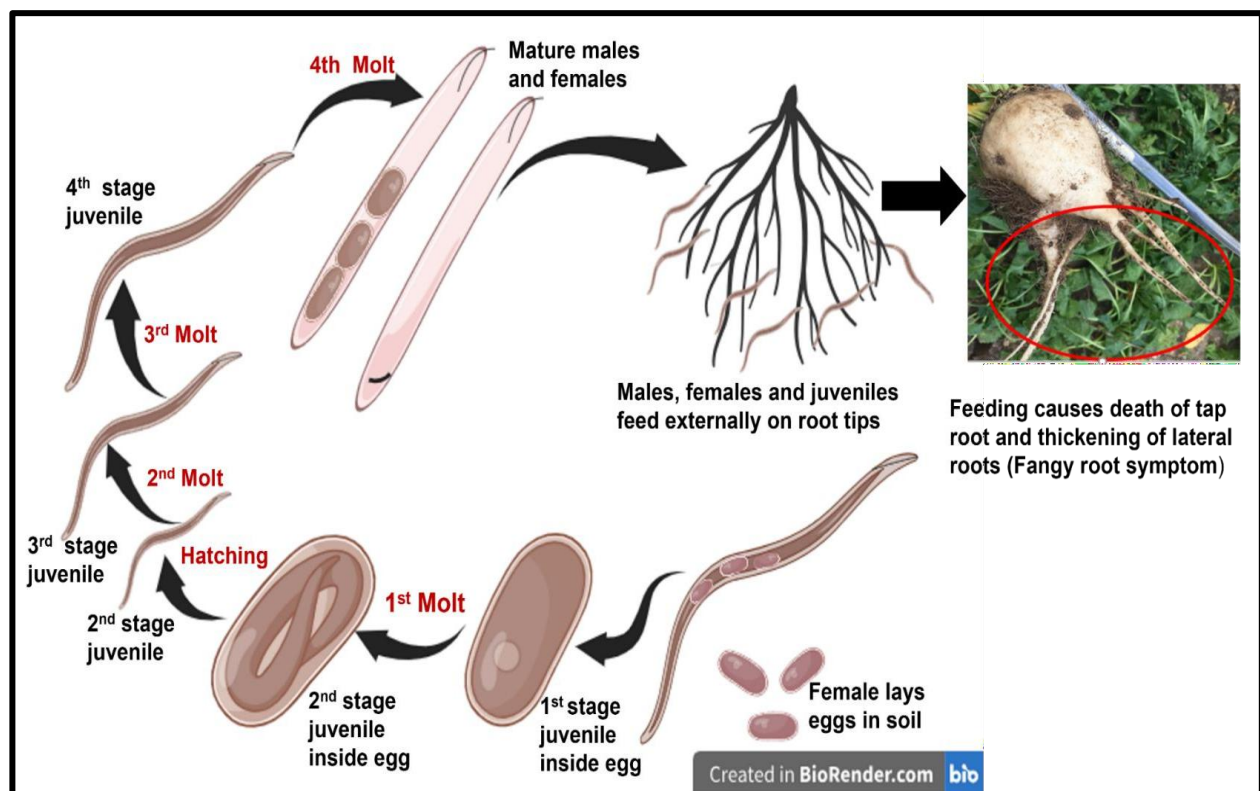 4th Molt
Mature males
and females
4th stage
juvenile
3rd Molt
2nd Molt
3rd stage
juvenile
Hatching
2nd stage
juvenile
1st Molt
2nd stage
juvenile
inside egg
1st stage
juvenile
inside egg
Female lays
eggs in soil
Males, females and juveniles
feed externally on root tips
Feeding causes death of tap
root and thickening of lateral
roots (Fangy root symptom)
Created in BioRender.com bio